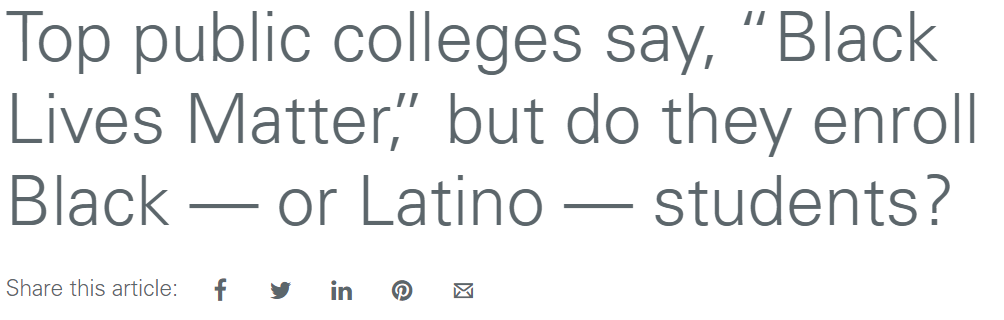 Top public colleges say, “Black
Lives Matter,” but do they enroll
Black — or Latino — students?
Share this article: